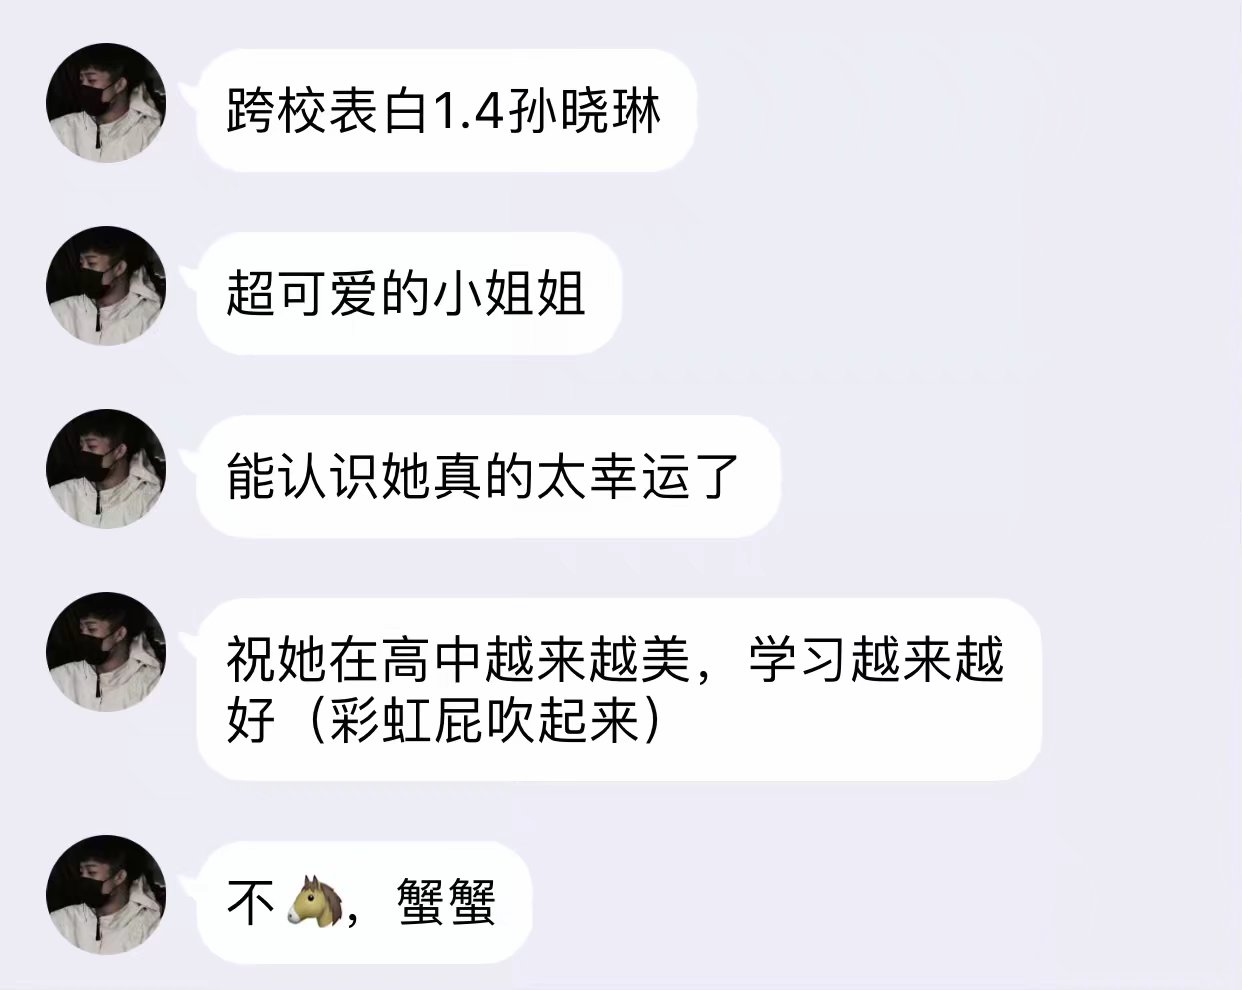 跨校表白1.4孙晓琳
超可爱的小姐姐
能认识她真的太幸运了
祝她在高中越来越美，学习越来越
好（彩虹屁吹起来）
不🐴，蟹蟹